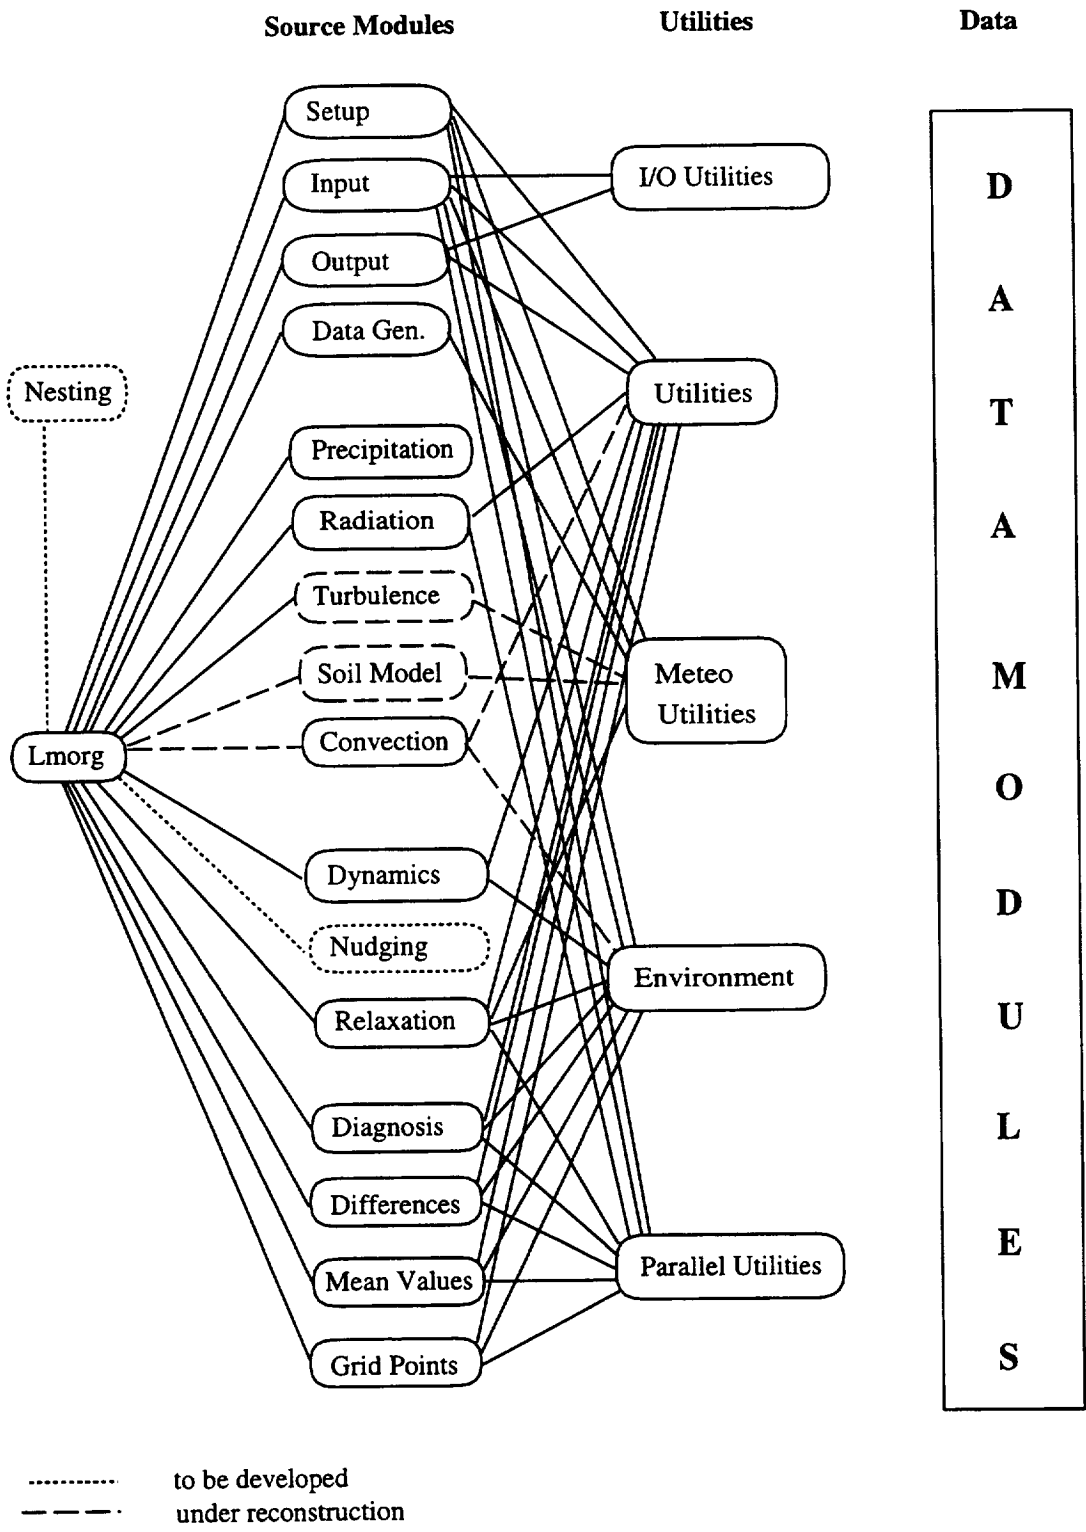 Source Modules
Utilities
Data
Setup
Input
Output
Data Gen.
Nesting
Precipitation
Radiation
Turbulence
Soil Model
Convection
Lmorg
Dynamics
Nudging
Relaxation
Diagnosis
Differences
Mean Values
Grid Points
I/O Utilities
Utilities
Meteo
Utilities
Environment
Parallel Utilities
D
A
T
A
M
O
D
U
L
E
S
to be developed
under reconstruction